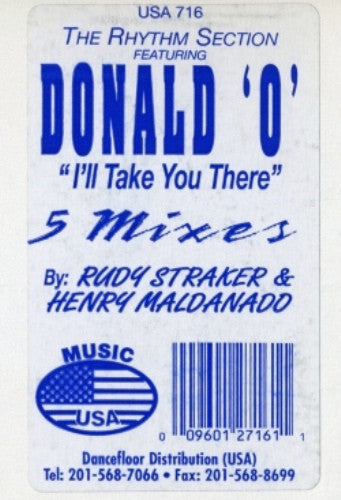 USA 716
THE RHYTHM SECTION
FEATURING
DONALD 'O'
"I'll Take You There"
5 Mixes
By: RUDY STRAKER &
HENRY MALDANADO
MUSIC
USA
0 09601 27161 1
Dancefloor Distribution (USA)
Tel: 201-568-7066 • Fax: 201-568-8699